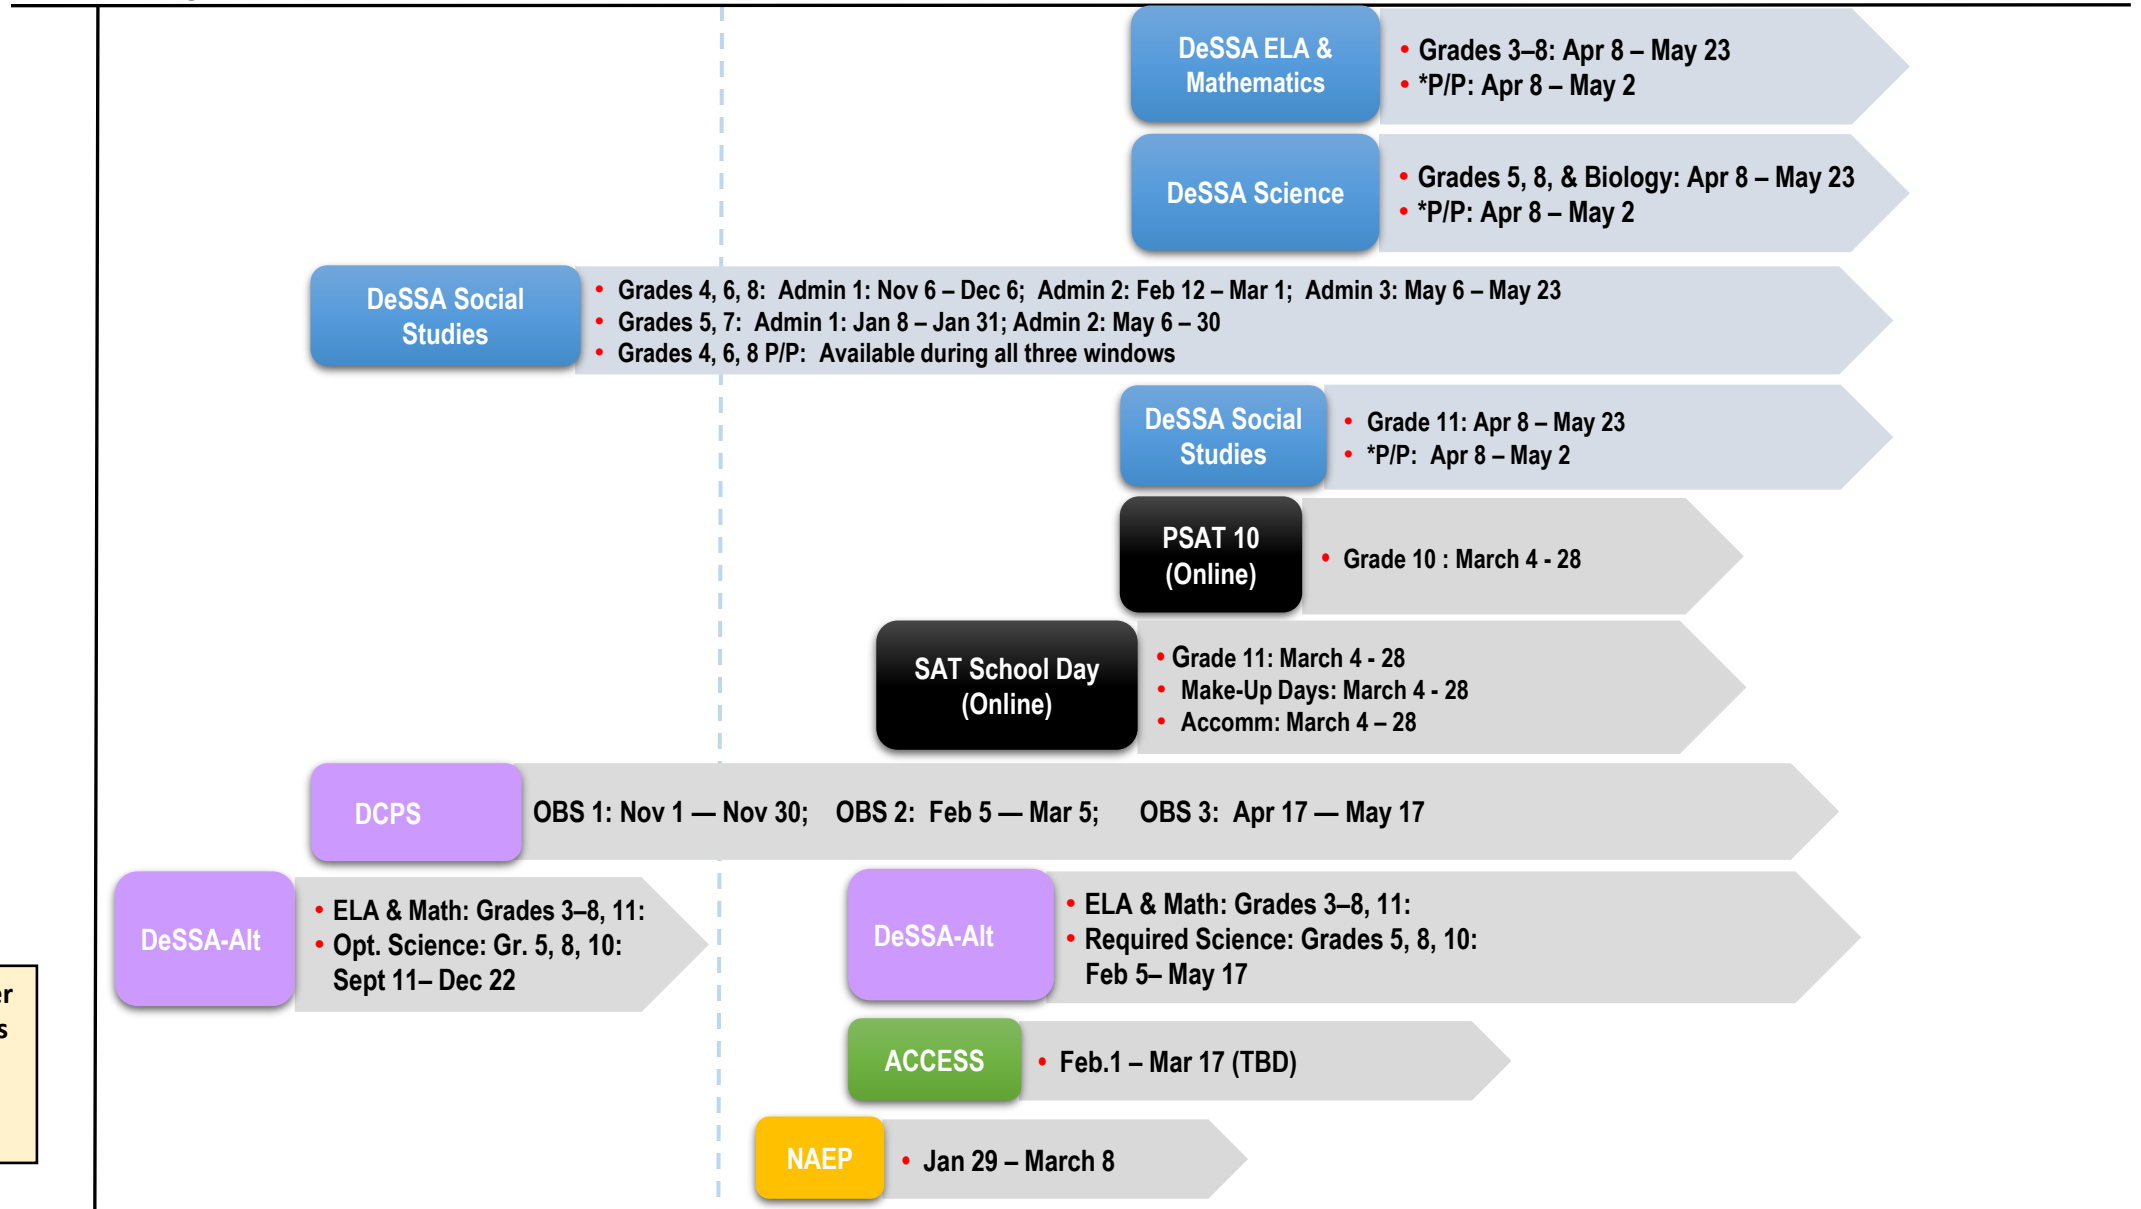 DeSSA ELA &
Mathematics
• Grades 3–8: Apr 8 – May 23
• *P/P: Apr 8 – May 2
DeSSA Science
• Grades 5, 8, & Biology: Apr 8 – May 23
• *P/P: Apr 8 – May 2
DeSSA Social
Studies
• Grades 4, 6, 8: Admin 1: Nov 6 – Dec 6; Admin 2: Feb 12 – Mar 1; Admin 3: May 6 – May 23
• Grades 5, 7: Admin 1: Jan 8 – Jan 31; Admin 2: May 6 – 30
• Grades 4, 6, 8 P/P: Available during all three windows
DeSSA Social
Studies
• Grade 11: Apr 8 – May 23
• *P/P: Apr 8 – May 2
PSAT 10
(Online)
• Grade 10 : March 4 - 28
SAT School Day
(Online)
• Grade 11: March 4 - 28
• Make-Up Days: March 4 - 28
• Accomm: March 4 – 28
DCPS
OBS 1: Nov 1 — Nov 30; OBS 2: Feb 5 — Mar 5; OBS 3: Apr 17 — May 17
DeSSA-Alt
• ELA & Math: Grades 3–8, 11:
• Opt. Science: Gr. 5, 8, 10:
Sept 11– Dec 22
DeSSA-Alt
• ELA & Math: Grades 3–8, 11:
• Required Science: Grades 5, 8, 10:
Feb 5– May 17
ACCESS
• Feb.1 – Mar 17 (TBD)
NAEP
• Jan 29 – March 8